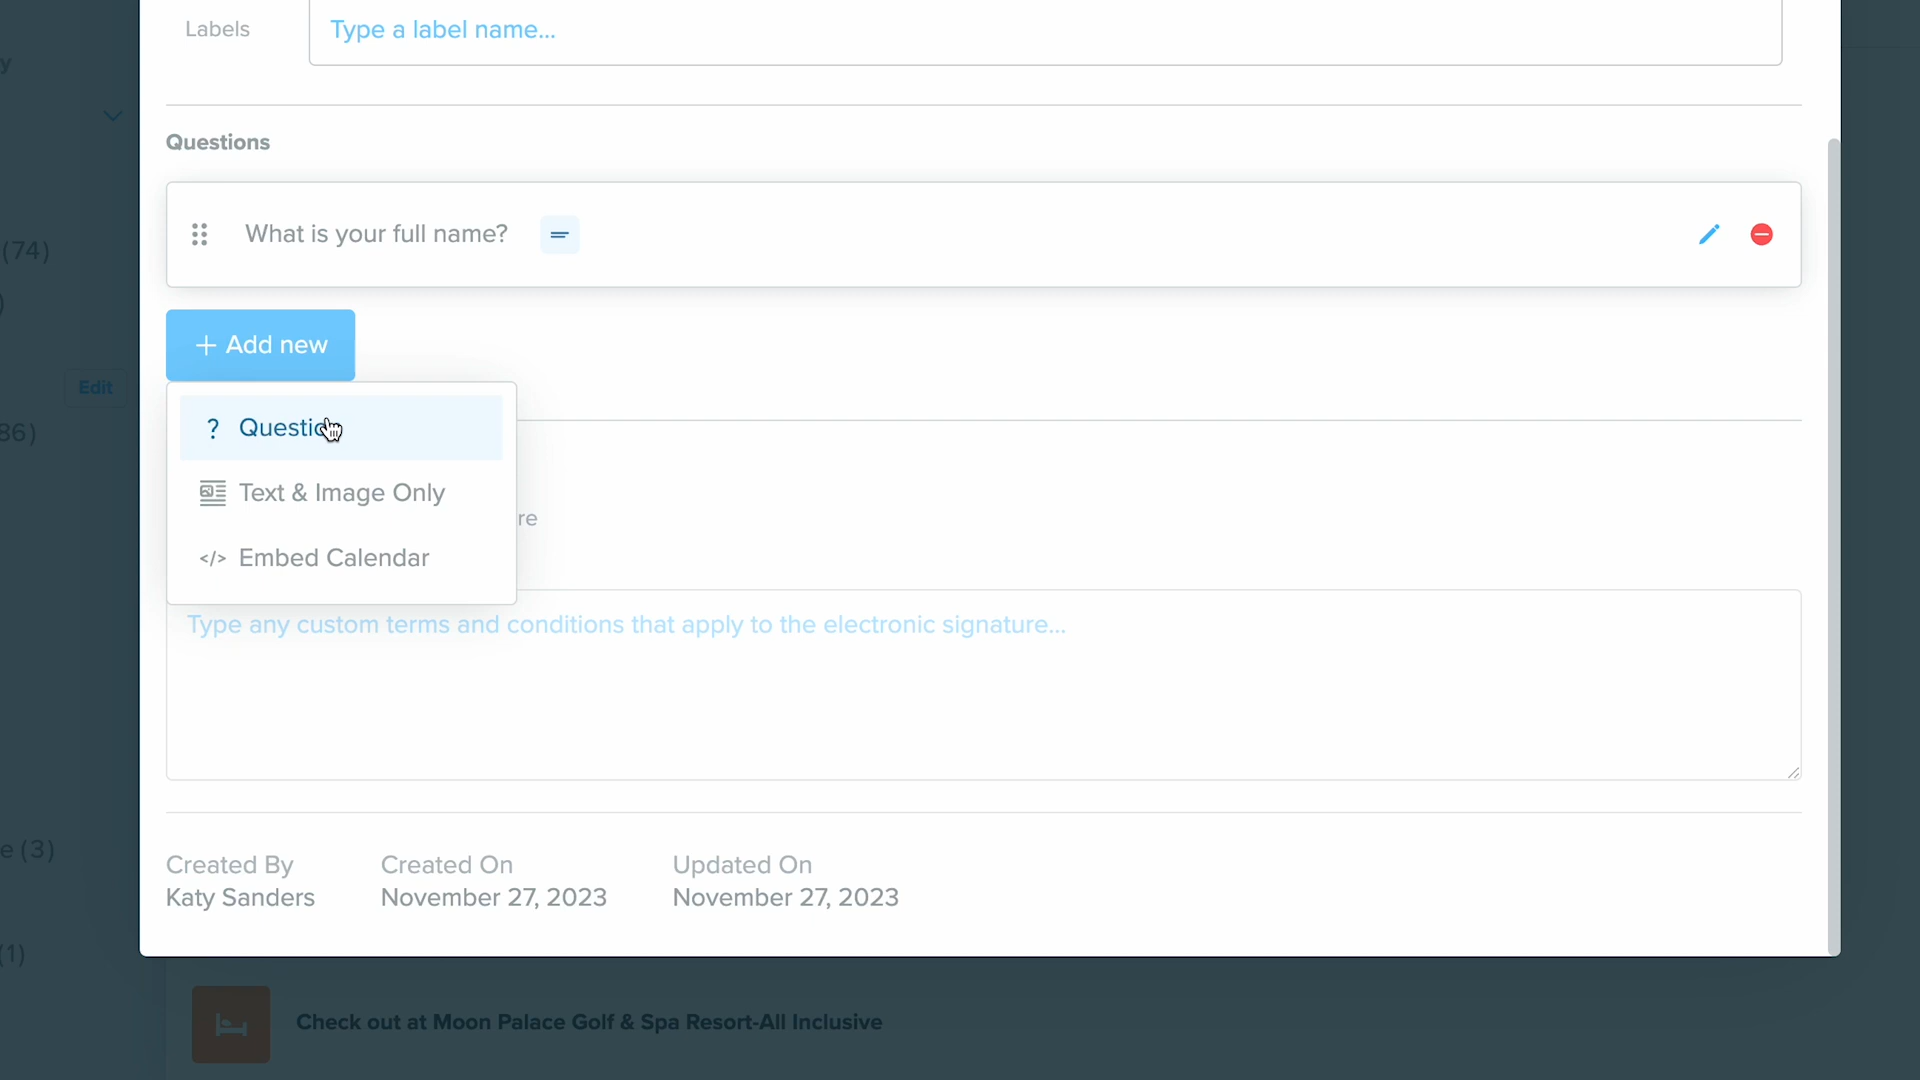 Labels
Type a label name...
Questions
(74)
What is your full name?
+ Add new
Edit
? Questio
86)
Text & Image Only
re
</> Embed Calendar
Type any custom terms and conditions that apply to the electronic signature...
e (3)
Created By
Katy Sanders
Created On
November 27, 2023
Updated On
November 27, 2023
(1)
Check out at Moon Palace Golf & Spa Resort-All Inclusive